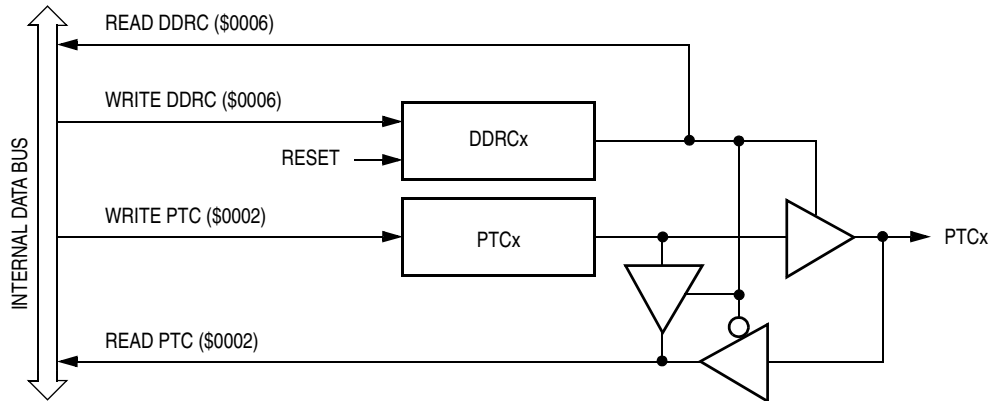 READ DDRC ($0006)
WRITE DDRC ($0006)
DDRCx
RESET
WRITE PTC ($0002)
PTCx
PTCx
READ PTC ($0002)
INTERNAL DATA BUS